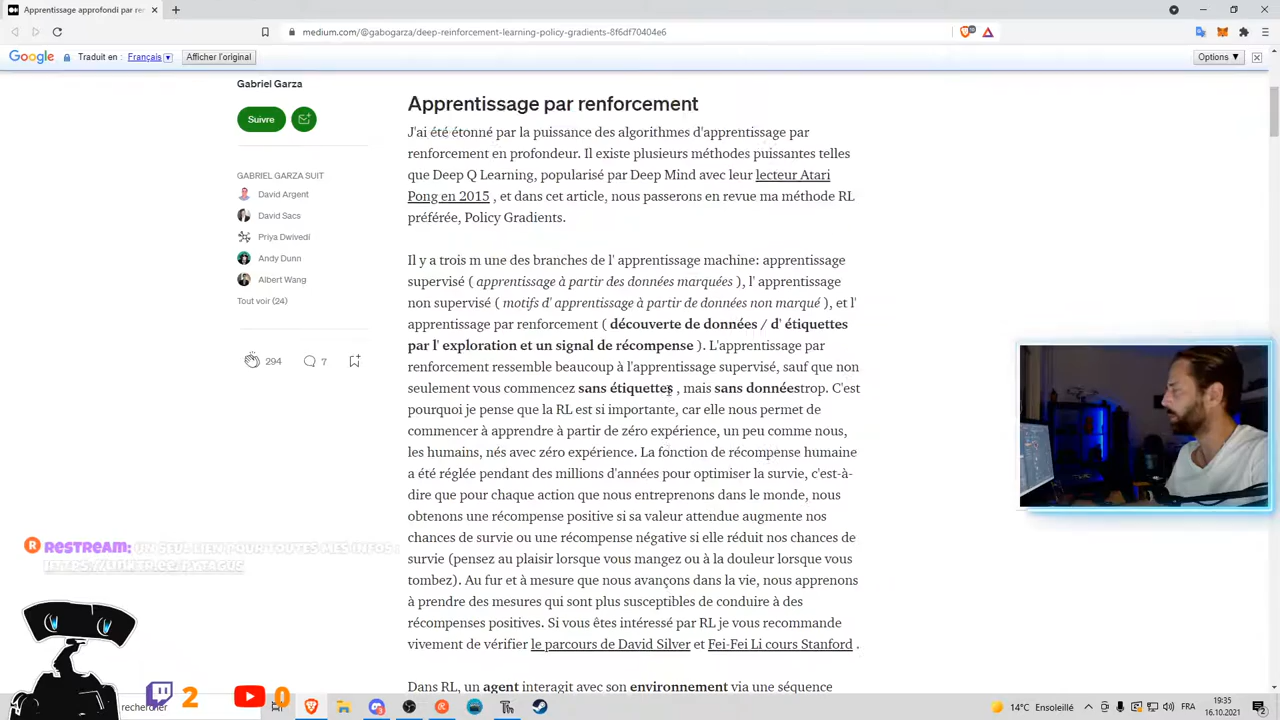 Apprentissage approfondi par ren
medium.com/@gabogarza/deep-reinforcement-learning-policy-gradients-8f6df70404e6
Google Traduit en : Français Afficher l'original Options ▼
Gabriel Garza
Suivre
GABRIEL GARZA SUIT
David Argent
David Sacs
Priya Dwivedi
Andy Dunn
Albert Wang
Tout voir (24)
294 7
Apprentissage par renforcement
J'ai été étonné par la puissance des algorithmes d'apprentissage par
renforcement en profondeur. Il existe plusieurs méthodes puissantes telles
que Deep Q Learning, popularisé par Deep Mind avec leur lecteur Atari
Pong en 2015 , et dans cet article, nous passerons en revue ma méthode RL
préférée, Policy Gradients.
Il y a trois m une des branches de l' apprentissage machine: apprentissage
supervisé ( apprentissage à partir des données marquées ), l' apprentissage
non supervisé ( motifs d' apprentissage à partir de données non marqué ), et l'
apprentissage par renforcement ( découverte de données / d' étiquettes
par l' exploration et un signal de récompense ). L'apprentissage par
renforcement ressemble beaucoup à l'apprentissage supervisé, sauf que non
seulement vous commencez sans étiquettes , mais sans donnéestrop. C'est
pourquoi je pense que la RL est si importante, car elle nous permet de
commencer à apprendre à partir de zéro expérience, un peu comme nous,
les humains, nés avec zéro expérience. La fonction de récompense humaine
a été réglée pendant des millions d'années pour optimiser la survie, c'est-à-
dire que pour chaque action que nous entreprenons dans le monde, nous
obtenons une récompense positive si sa valeur attendue augmente nos
chances de survie ou une récompense négative si elle réduit nos chances de
survie (pensez au plaisir lorsque vous mangez ou à la douleur lorsque vous
tombez). Au fur et à mesure que nous avançons dans la vie, nous apprenons
à prendre des mesures qui sont plus susceptibles de conduire à des
récompenses positives. Si vous êtes intéressé par RL je vous recommande
vivement de vérifier le parcours de David Silver et Fei-Fei Li cours Stanford .
Dans RL, un agent interagit avec son environnement via une séquence
RESTREAM: UN SEUL LIEN POUR TOUTES MES INFOS :
HTTPS://LINKTR.EE/PXTAGUS
2 0
rechercher
14°C Ensoleillé FRA 19:35
16.10.2021 2